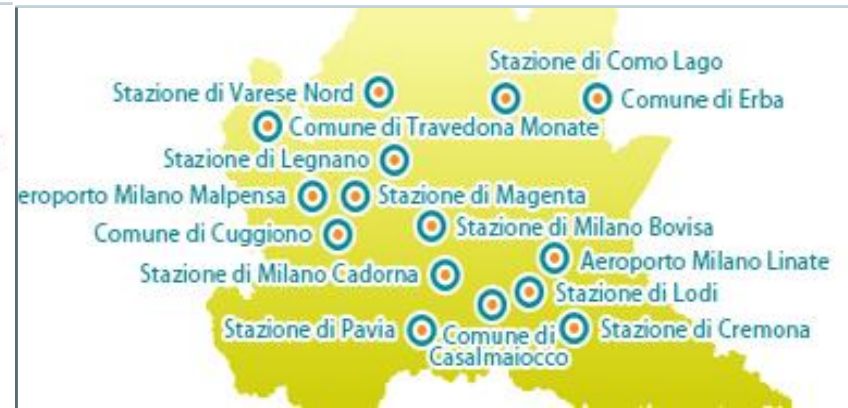 Stazione di Como Lago
Stazione di Varese Nord
Comune di Erba
Comune di Travedona Monate
Stazione di Legnano
eroporto Milano Malpensa
Stazione di Magenta
Comune di Cuggiono
Stazione di Milano Bovisa
Aeroporto Milano Linate
Stazione di Milano Cadorna
Stazione di Lodi
Stazione di Pavia
Comune di
Casalmaiocco
Stazione di Cremona